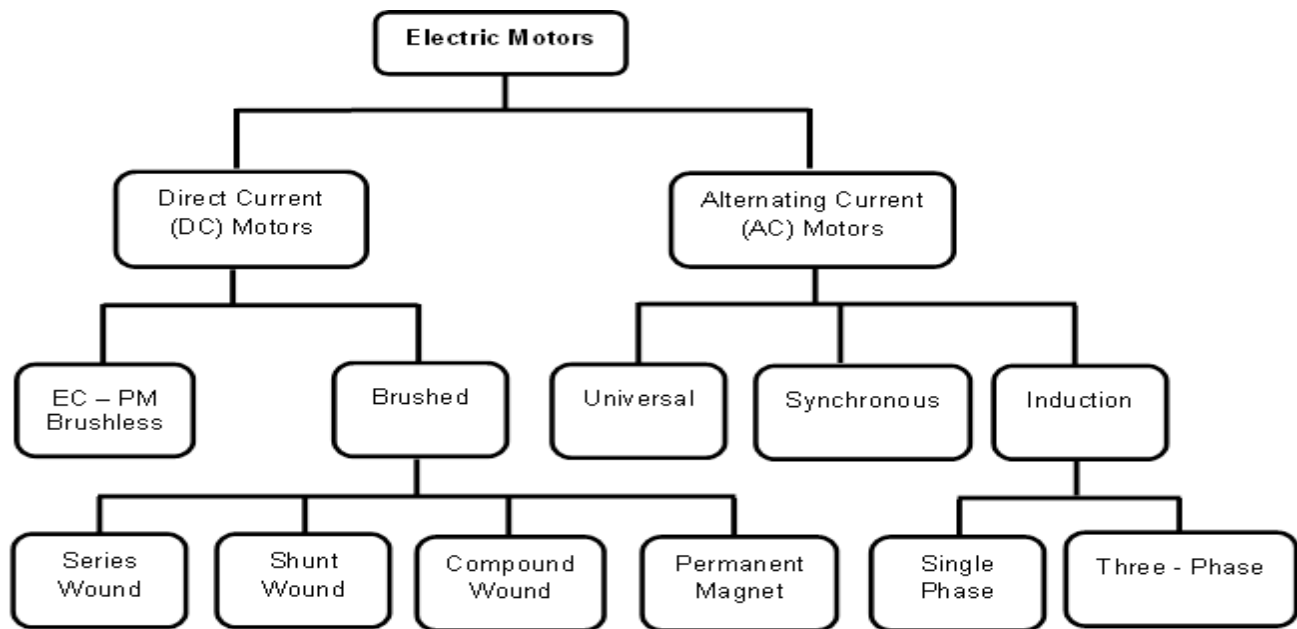 Electric Motors
Direct Current
(DC) Motors
Alternating Current
(AC) Motors
EC – PM
Brushless
Brushed
Universal
Synchronous
Induction
Series
Wound
Shunt
Wound
Compound
Wound
Permanent
Magnet
Single
Phase
Three - Phase